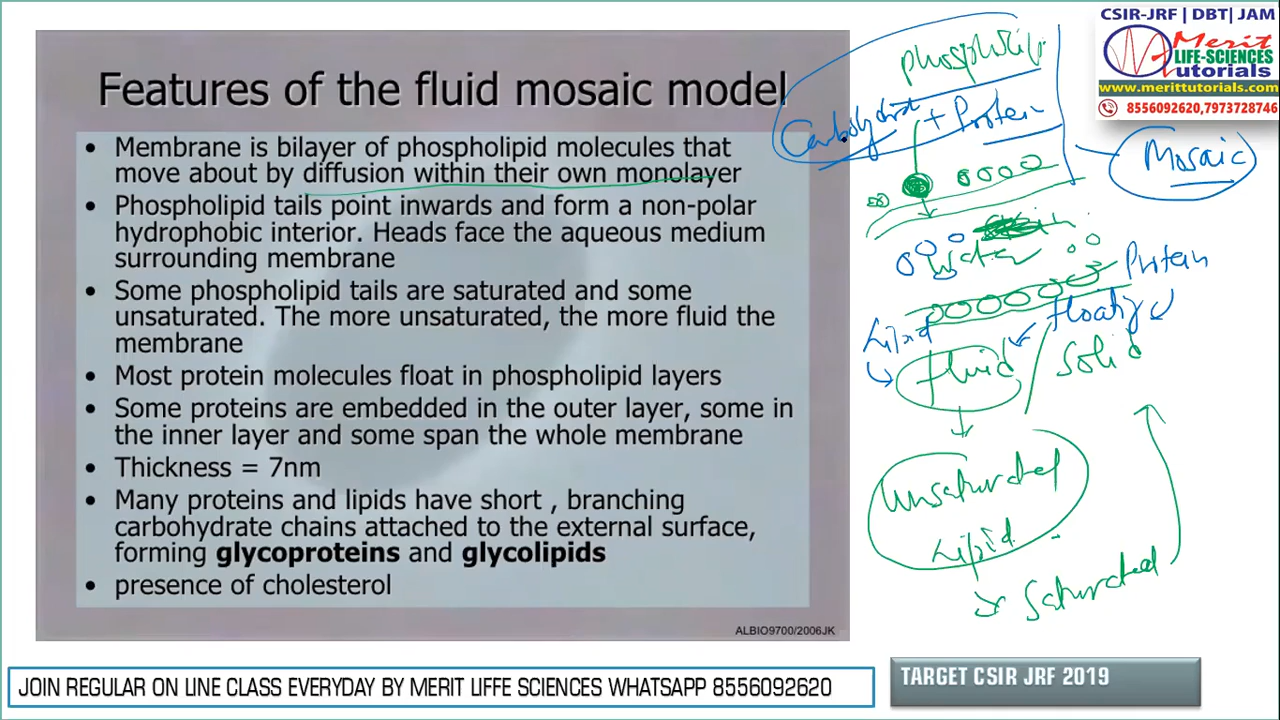 Features of the fluid mosaic model
• Membrane is bilayer of phospholipid molecules that
move about by diffusion within their own monolayer
• Phospholipid tails point inwards and form a non-polar
hydrophobic interior. Heads face the aqueous medium
surrounding membrane
• Some phospholipid tails are saturated and some
unsaturated. The more unsaturated, the more fluid the
membrane
• Most protein molecules float in phospholipid layers
• Some proteins are embedded in the outer layer, some in
the inner layer and some span the whole membrane
• Thickness = 7nm
• Many proteins and lipids have short , branching
carbohydrate chains attached to the external surface,
forming glycoproteins and glycolipids
• presence of cholesterol
ALBIO9700/2006JK
+ Protein
Mosaic
water
Protein
Lipid
fluid / Solid
Unsaturated
Lipid
Saturated
CSIR-JRF | DBT| JAM
Merit
LIFE-SCIENCES
utorials
www.merittutorials.com
8556092620,7973728746
JOIN REGULAR ON LINE CLASS EVERYDAY BY MERIT LIFFE SCIENCES WHATSAPP 8556092620
TARGET CSIR JRF 2019